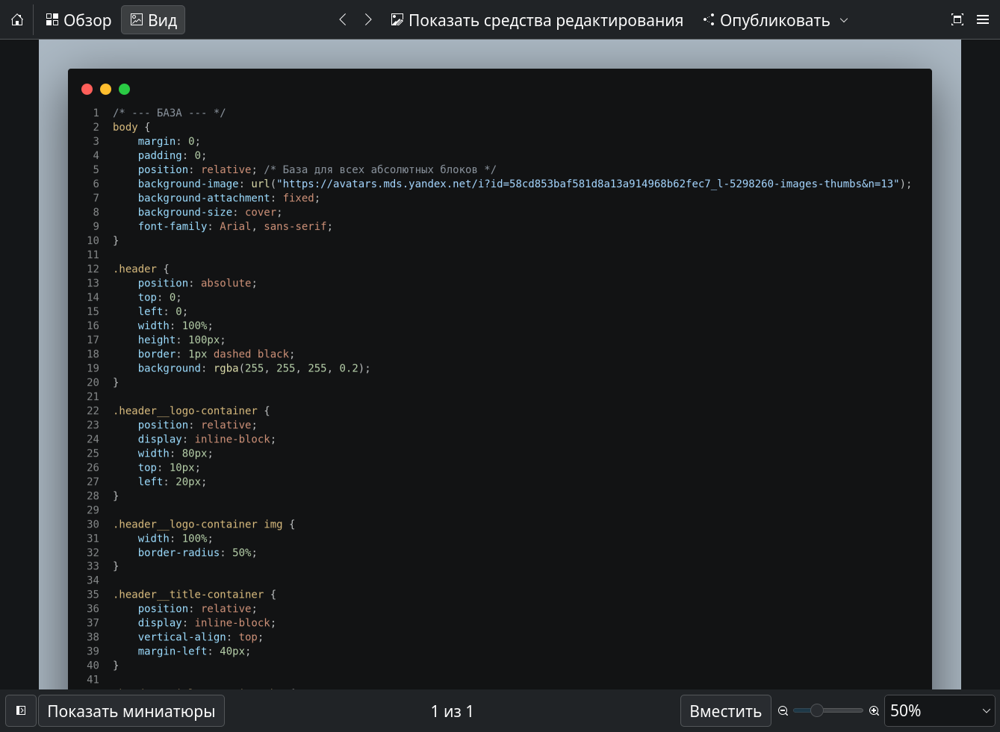 Обзор Вид Показать средства редактирования Опубликовать
1 /* --- БАЗА --- */
2 body {
3 margin: 0;
4 padding: 0;
5 position: relative; /* База для всех абсолютных блоков */
6 background-image: url("https://avatars.mds.yandex.net/i?id=58cd853baf581d8a13a914968b62fec7_l-5298260-images-thumbs&n=13");
7 background-attachment: fixed;
8 background-size: cover;
9 font-family: Arial, sans-serif;
10 }
11
12 .header {
13 position: absolute;
14 top: 0;
15 left: 0;
16 width: 100%;
17 height: 100px;
18 border: 1px dashed black;
19 background: rgba(255, 255, 255, 0.2);
20 }
21
22 .header__logo-container {
23 position: relative;
24 display: inline-block;
25 width: 80px;
26 top: 10px;
27 left: 20px;
28 }
29
30 .header__logo-container img {
31 width: 100%;
32 border-radius: 50%;
33 }
34
35 .header__title-container {
36 position: relative;
37 display: inline-block;
38 vertical-align: top;
39 margin-left: 40px;
40 }
41
Показать миниатюры 1 из 1 Вместить 50%